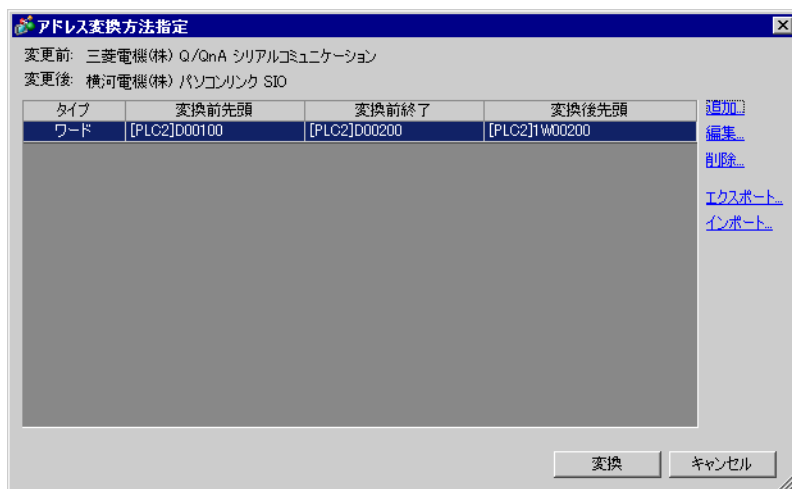 アドレス変換方法指定
変更前: 三菱電機(株) Q/QnA シリアルコミュニケーション
変更後: 横河電機(株) パソコンリンク SIO
タイプ 変換前先頭 変換前終了 変換後先頭
ワード [PLC2]D00100 [PLC2]D00200 [PLC2]1W00200
追加...
編集...
削除...
エクスポート...
インポート...
変換 キャンセル